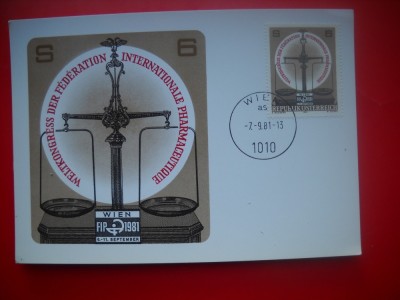 S 6
WELTKONGRESS DER FÉDÉRATION INTERNATIONALE PHARMACEUTIQUE
WIEN
FIP 1981
6.-11. SEPTEMBER
S 6
REPUBLIK ÖSTERREICH
WIEN
-7.-9.81-13
1010